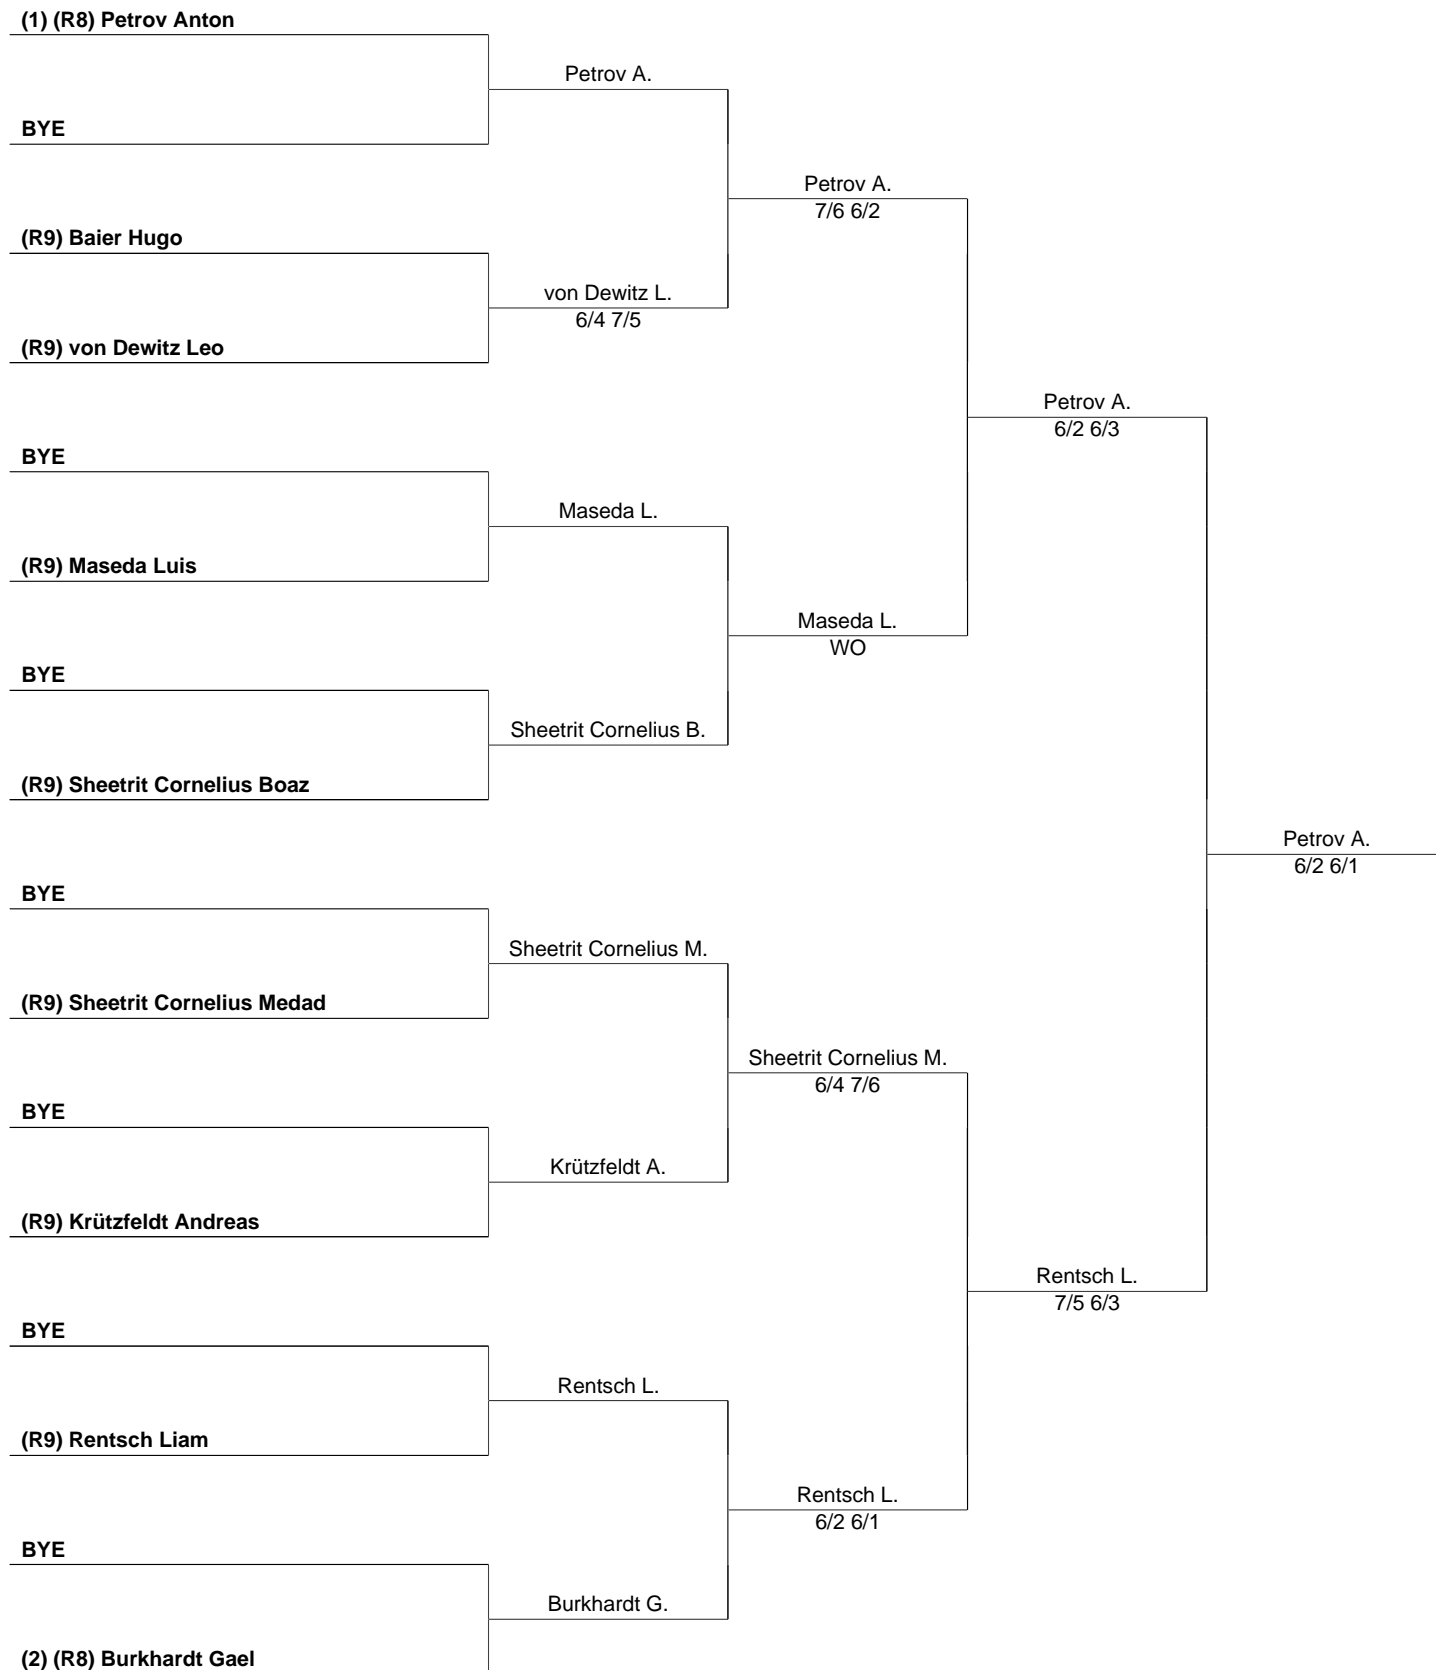 (1) (R8) Petrov Anton
Petrov A.
BYE
Petrov A.
7/6 6/2
(R9) Baier Hugo
von Dewitz L.
6/4 7/5
(R9) von Dewitz Leo
Petrov A.
6/2 6/3
BYE
Maseda L.
(R9) Maseda Luis
Maseda L.
WO
BYE
Sheetrit Cornelius B.
(R9) Sheetrit Cornelius Boaz
Petrov A.
6/2 6/1
BYE
Sheetrit Cornelius M.
(R9) Sheetrit Cornelius Medad
Sheetrit Cornelius M.
6/4 7/6
BYE
Krützfeldt A.
(R9) Krützfeldt Andreas
Rentsch L.
7/5 6/3
BYE
Rentsch L.
(R9) Rentsch Liam
Rentsch L.
6/2 6/1
BYE
Burkhardt G.
(2) (R8) Burkhardt Gael